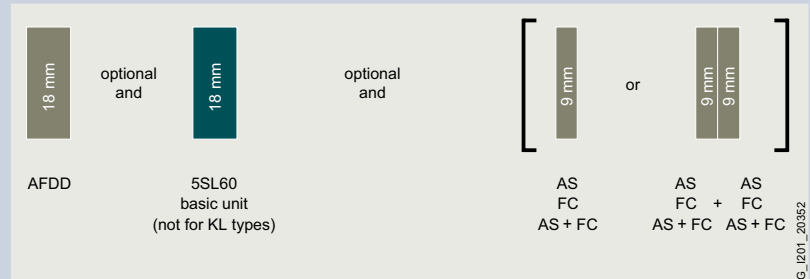 18 mm
optional
and
18 mm
optional
and
9 mm
or
9 mm
9 mm
AFDD
5SL60
basic unit
(not for KL types)
AS
FC
AS + FC
AS AS
FC + FC
AS + FC AS + FC
G_I201_20352